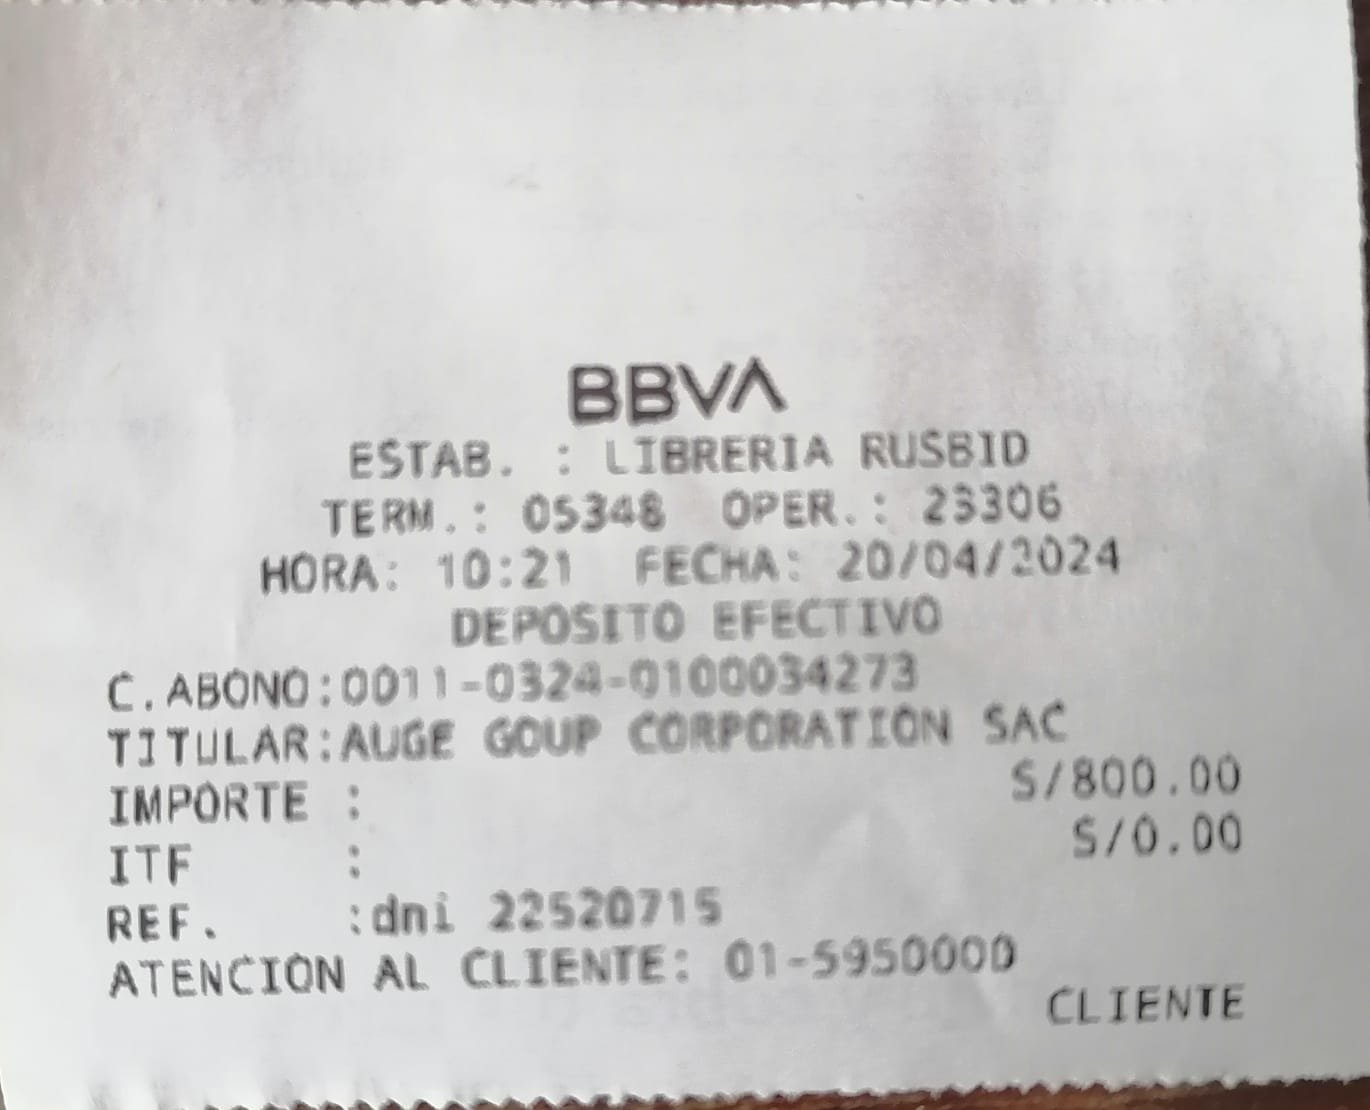 BBVA
ESTAB. : LIBRERIA RUSBID
TERM.: 05348 OPER.: 23306
HORA: 10:21 FECHA: 20/04/2024
DEPOSITO EFECTIVO
C.ABONO:0011-0324-0100034273
TITULAR:AUGE GOUP CORPORATION SAC
IMPORTE : S/800.00
ITF : S/0.00
REF. :dni 22520715
ATENCION AL CLIENTE: 01-5950000
CLIENTE